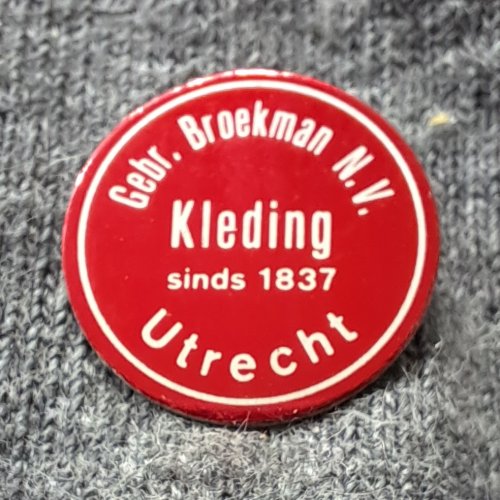 Gebr. Broekman N.V.
Kleding
sinds 1837
Utrecht